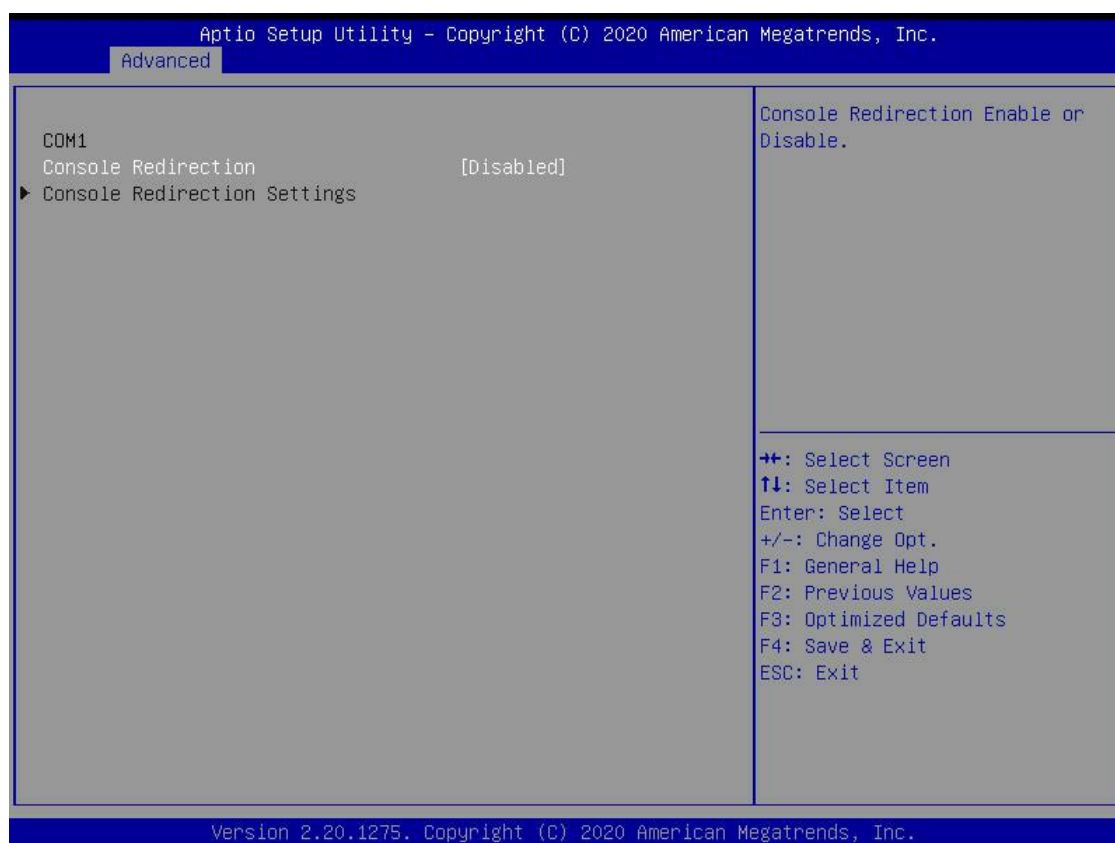 Aptio Setup Utility – Copyright (C) 2020 American Megatrends, Inc.
Advanced
COM1
Console Redirection [Disabled]
▶ Console Redirection Settings
Console Redirection Enable or
Disable.
→←: Select Screen
↑↓: Select Item
Enter: Select
+/-: Change Opt.
F1: General Help
F2: Previous Values
F3: Optimized Defaults
F4: Save & Exit
ESC: Exit
Version 2.20.1275. Copyright (C) 2020 American Megatrends, Inc.